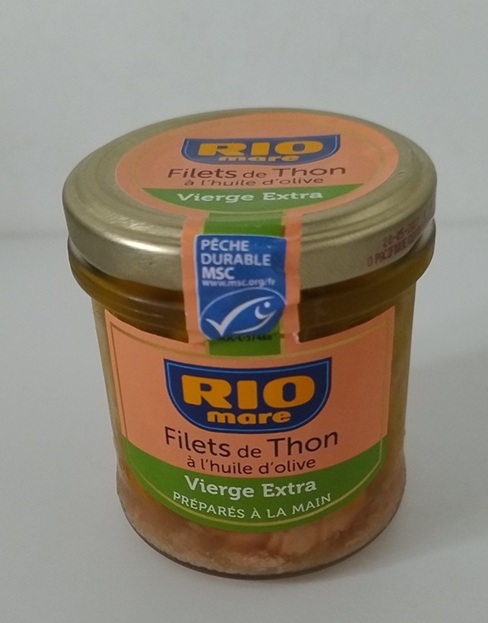 RIO
mare
Filets de Thon
à l'huile d'olive
Vierge Extra
PÊCHE
DURABLE
MSC
www.msc.org/fr
RIO
mare
Filets de Thon
à l'huile d'olive
Vierge Extra
PRÉPARÉS À LA MAIN